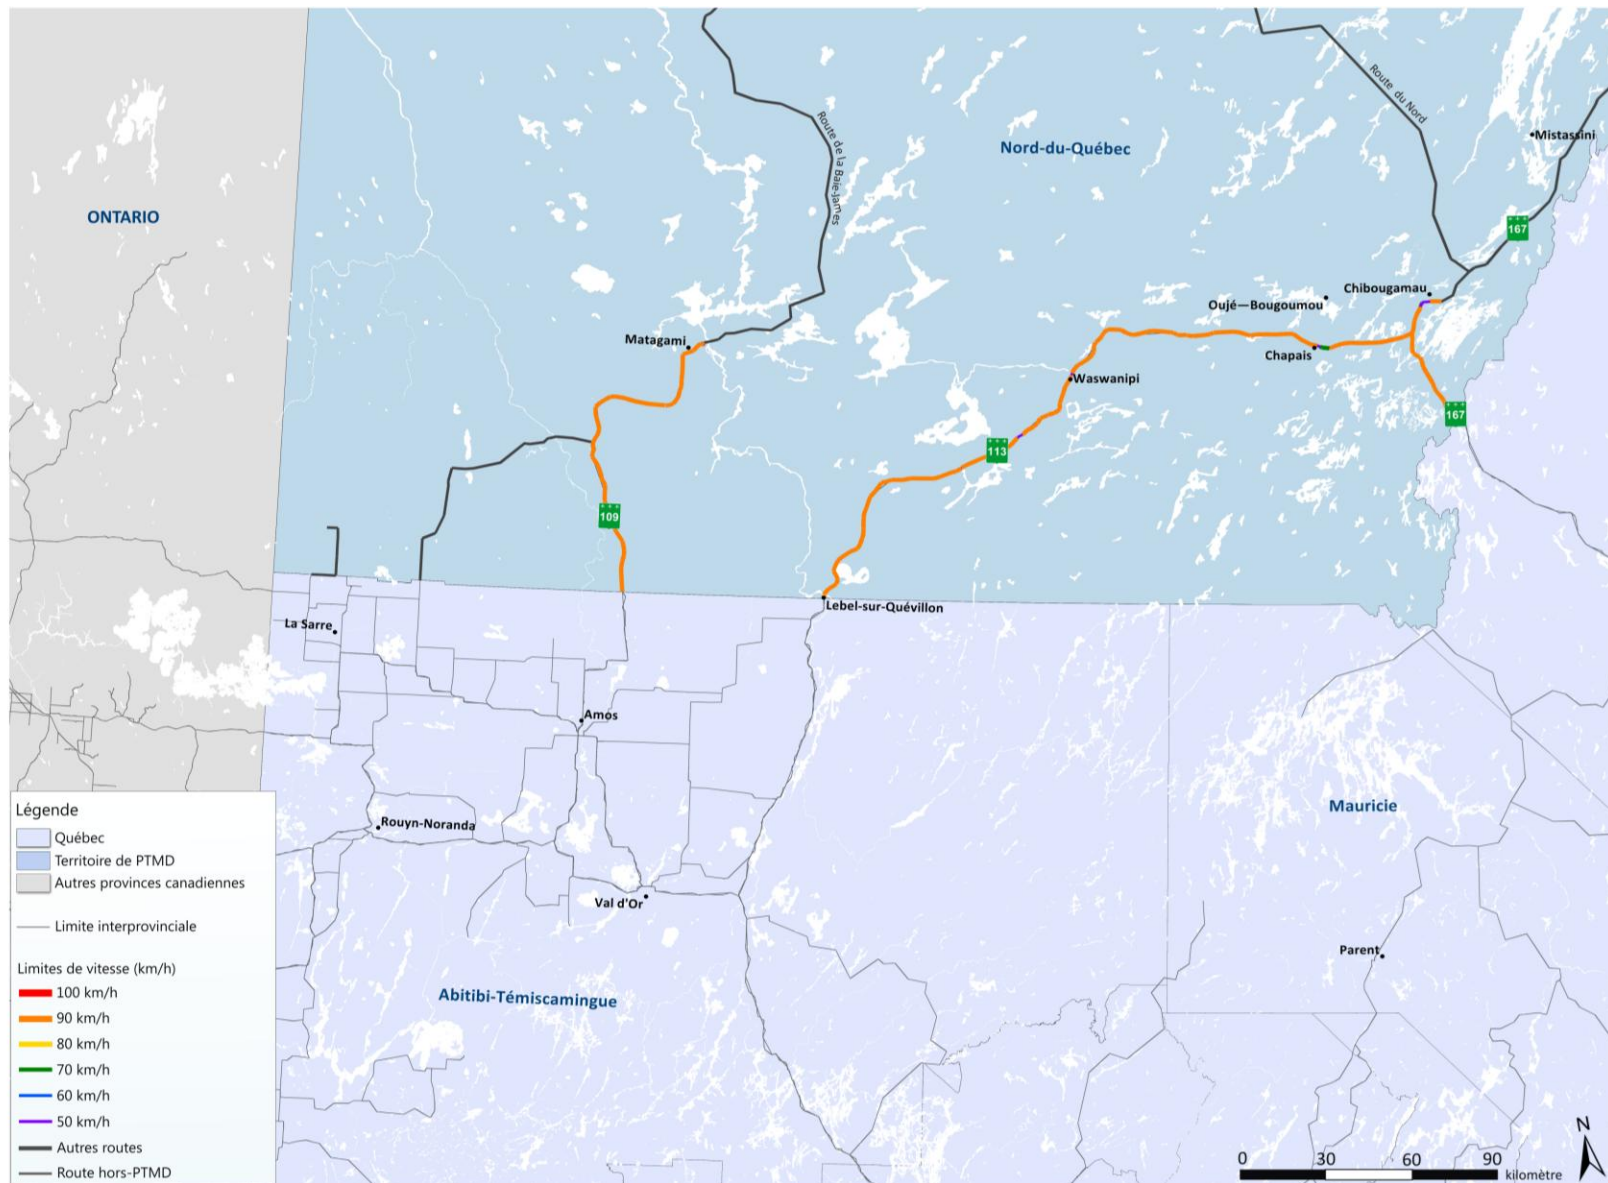 Route du Nord
Mistassini
Route de la Baie-James
Nord-du-Québec
ONTARIO
167
Chibougamau
Oujé—Bougoumou
Matagami
Chapais
Waswanipi
167
113
109
Lebel-sur-Quévillon
La Sarre
Amos
Mauricie
Rouyn-Noranda
Val d'Or
Parent
Abitibi-Témiscamingue
Légende
Québec
Territoire de PTMD
Autres provinces canadiennes
Limite interprovinciale
Limites de vitesse (km/h)
100 km/h
90 km/h
80 km/h
70 km/h
60 km/h
50 km/h
Autres routes
Route hors-PTMD
N
0 30 60 90
kilomètre